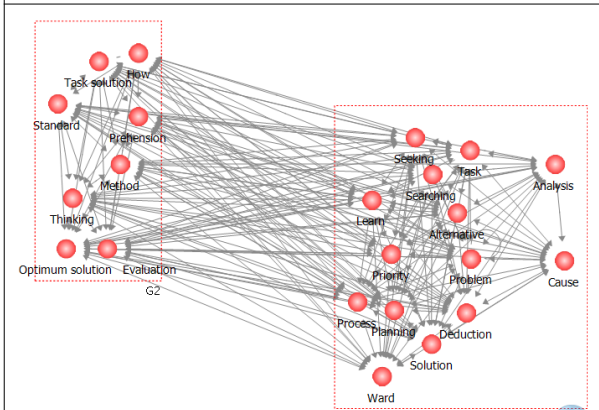 How
Task solution
Standard
Prehension
Method
Thinking
Optimum solution
Evaluation
G2
Seeking
Task
Analysis
Searching
Learn
Alternative
Priority
Problem
Cause
Process
Planning
Deduction
Solution
Ward